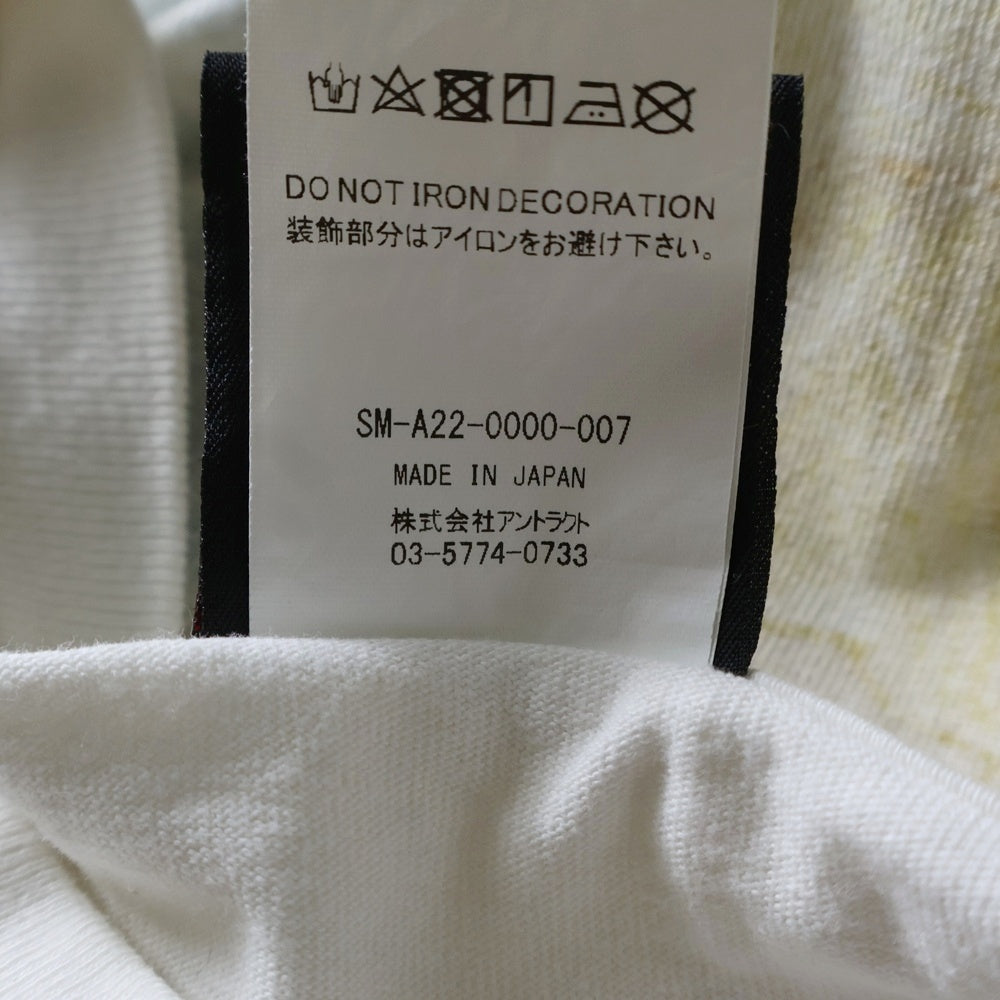 DO NOT IRON DECORATION
装飾部分はアイロンをお避け下さい。
SM-A22-0000-007
MADE IN JAPAN
株式会社アントラクト
03-5774-0733